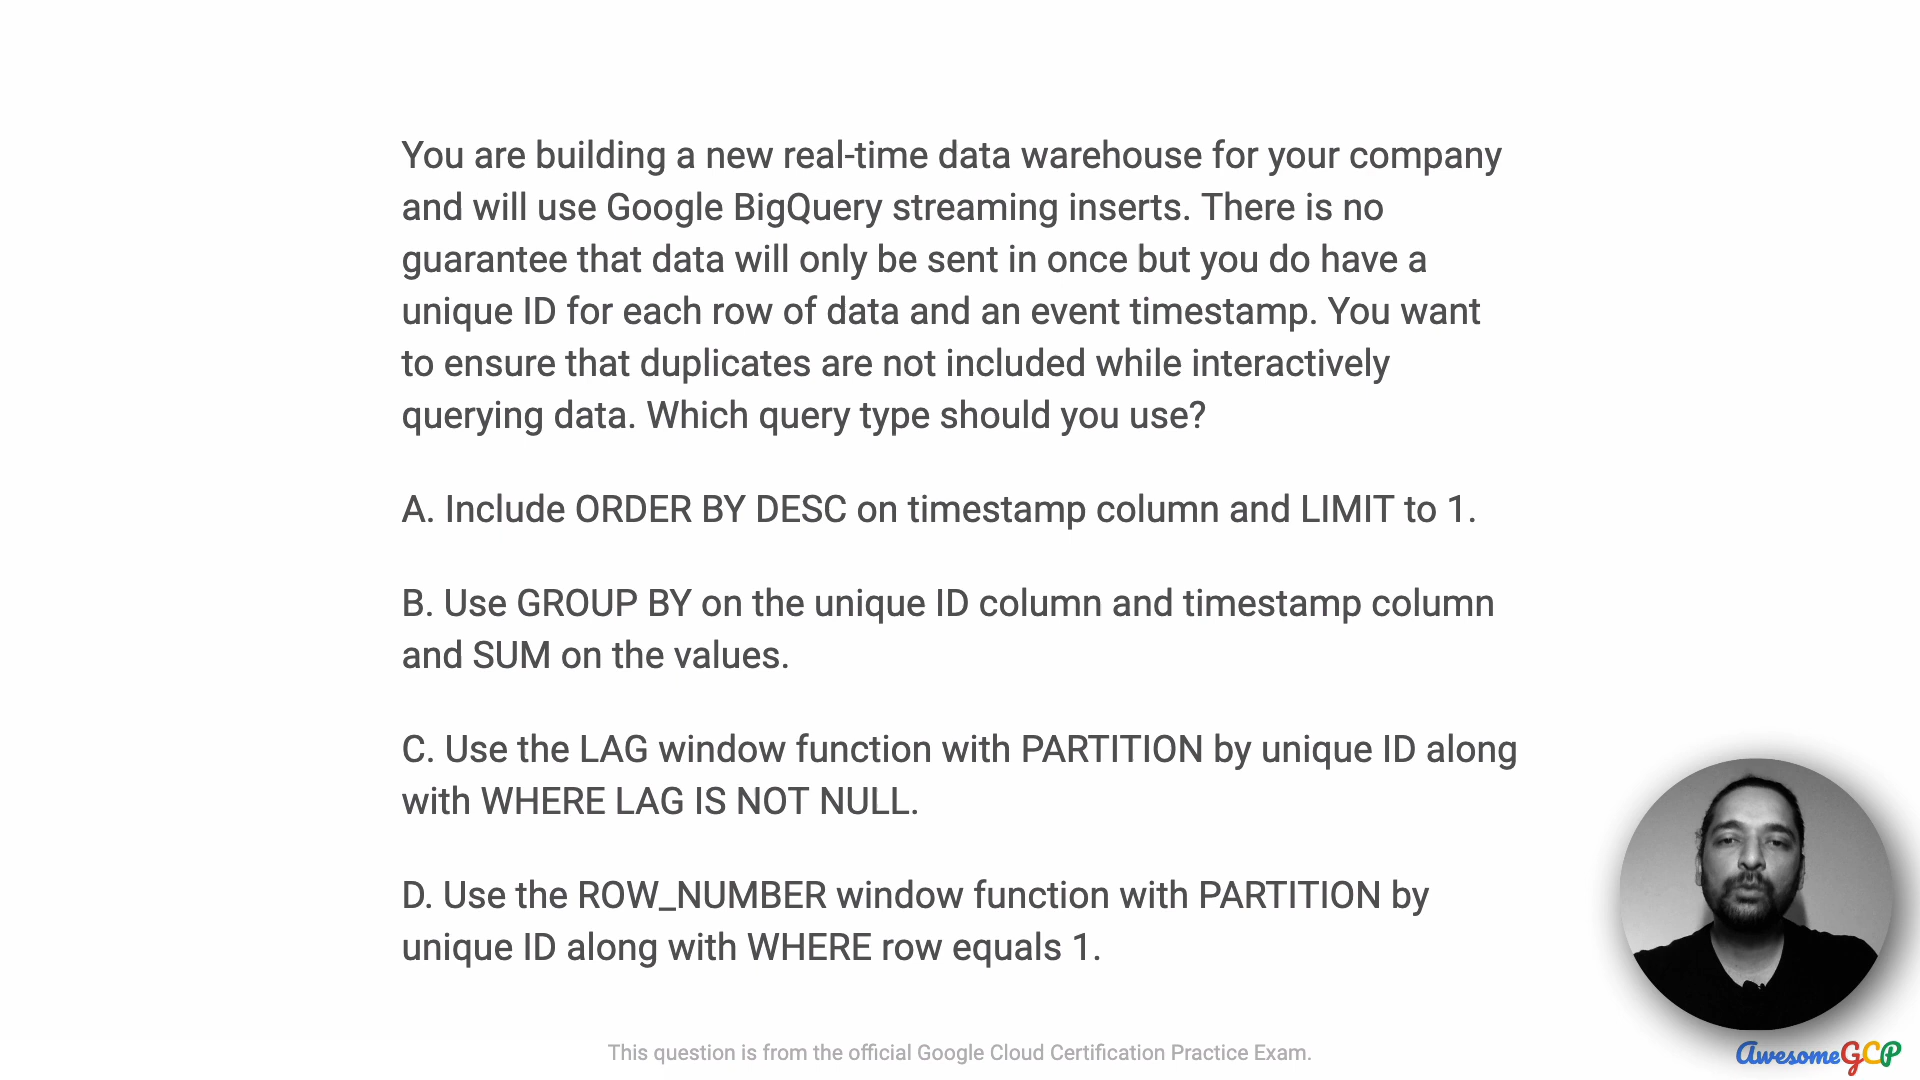 You are building a new real-time data warehouse for your company
and will use Google BigQuery streaming inserts. There is no
guarantee that data will only be sent in once but you do have a
unique ID for each row of data and an event timestamp. You want
to ensure that duplicates are not included while interactively
querying data. Which query type should you use?
A. Include ORDER BY DESC on timestamp column and LIMIT to 1.
B. Use GROUP BY on the unique ID column and timestamp column
and SUM on the values.
C. Use the LAG window function with PARTITION by unique ID along
with WHERE LAG IS NOT NULL.
D. Use the ROW_NUMBER window function with PARTITION by
unique ID along with WHERE row equals 1.
This question is from the official Google Cloud Certification Practice Exam.
AwesomeGCP